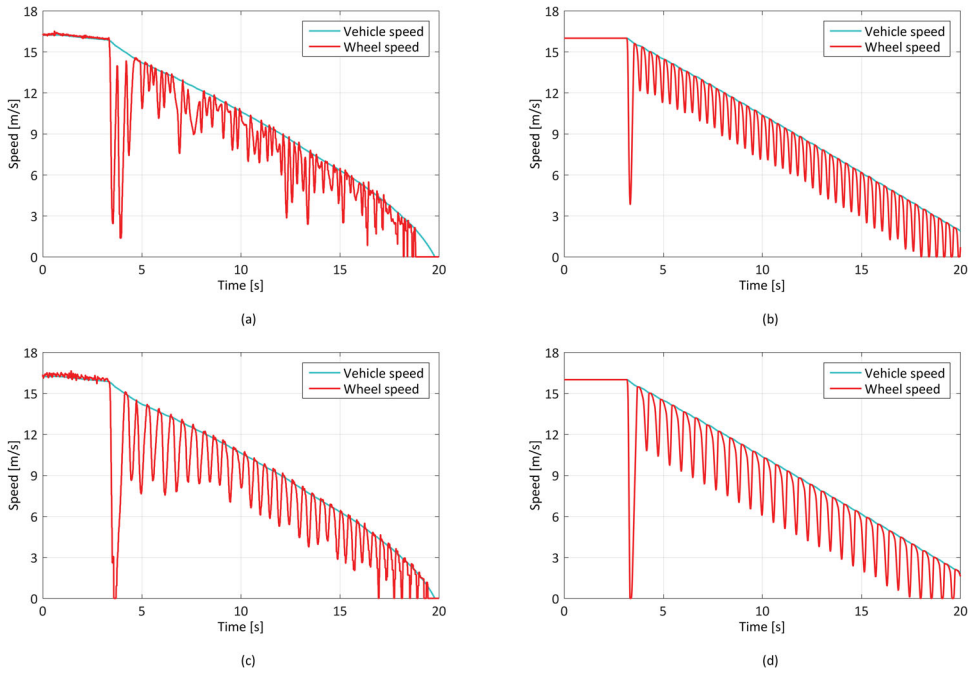 18
15
12
9
6
3
0
Speed [m/s]
Vehicle speed
Wheel speed
0 5 10 15 20
Time [s]
(a)
18
15
12
9
6
3
0
Speed [m/s]
Vehicle speed
Wheel speed
0 5 10 15 20
Time [s]
(b)
18
15
12
9
6
3
0
Speed [m/s]
Vehicle speed
Wheel speed
0 5 10 15 20
Time [s]
(c)
18
15
12
9
6
3
0
Speed [m/s]
Vehicle speed
Wheel speed
0 5 10 15 20
Time [s]
(d)